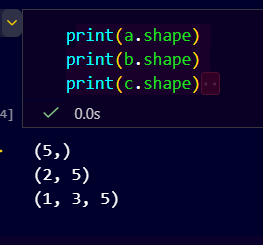 print(a.shape)
print(b.shape)
print(c.shape)
4]
0.0s
(5,)
(2, 5)
(1, 3, 5)